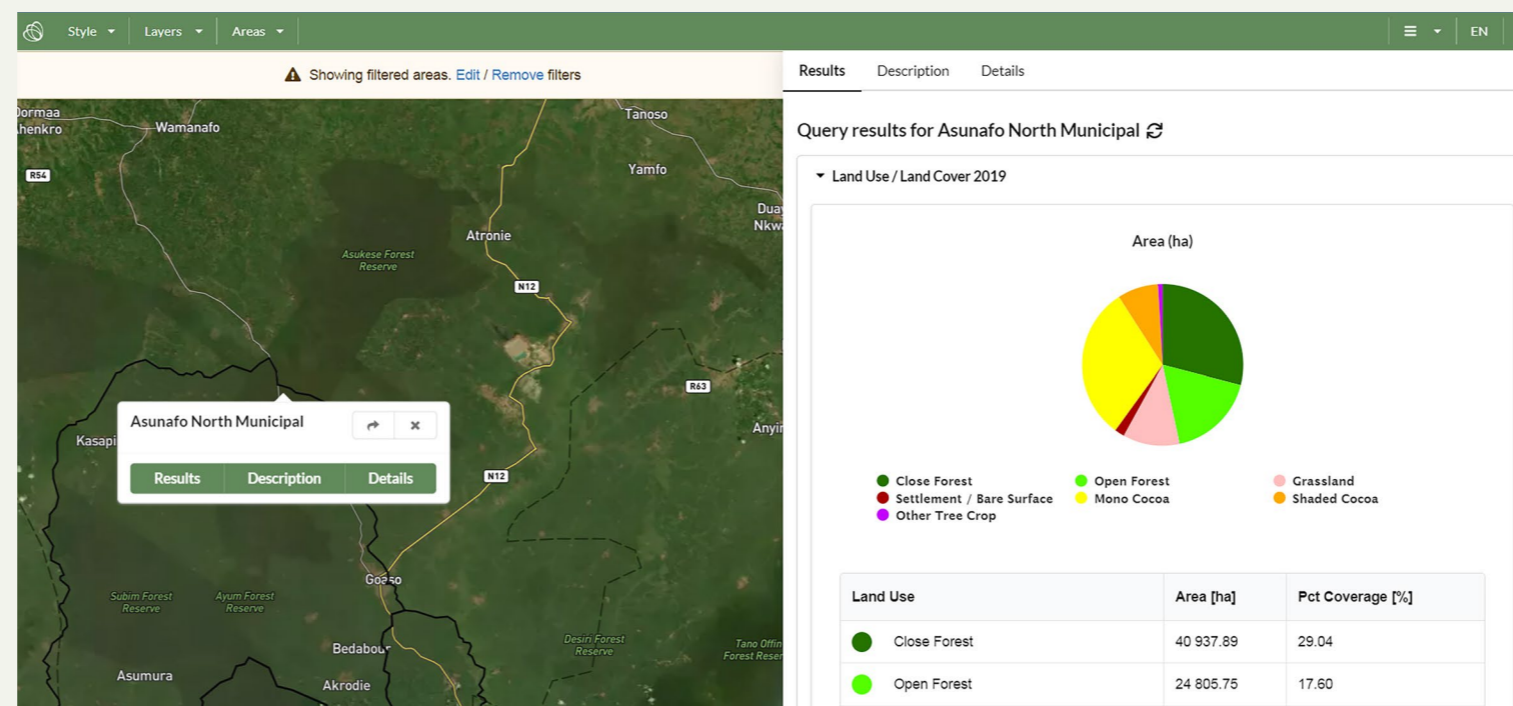 Style
Layers
Areas
EN
Showing filtered areas. Edit / Remove filters
Results Description Details
Query results for Asunafo North Municipal
Land Use / Land Cover 2019
Area (ha)
Close Forest Open Forest Grassland
Settlement / Bare Surface Mono Cocoa Shaded Cocoa
Other Tree Crop
Land Use Area [ha] Pct Coverage [%]
Close Forest 40 937.89 29.04
Open Forest 24 805.75 17.60
Wamanafo
Tanoso
R54
Yamfo
Atronie
Asukese Forest
Reserve
N12
R63
Asunafo North Municipal
Kasapi
Results Description Details
N12
Goaso
Subim Forest
Reserve
Ayum Forest
Reserve
Bedabour
Desiri Forest
Reserve
Asumura
Akrodie